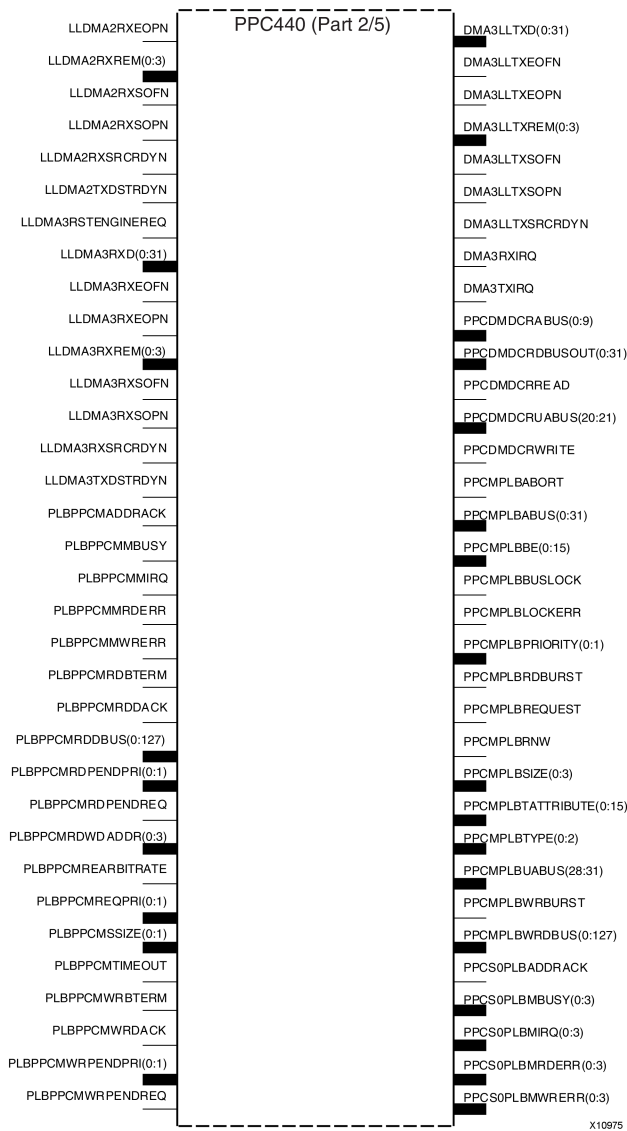 PPC440 (Part 2/5)
LLDMA2RXEOPN
LLDMA2RXREM(0:3)
LLDMA2RXSOFN
LLDMA2RXSOPN
LLDMA2RXSRCRDYN
LLDMA2TXDSTRDYN
LLDMA3RSTENGINEREQ
LLDMA3RXD(0:31)
LLDMA3RXEOFN
LLDMA3RXEOPN
LLDMA3RXREM(0:3)
LLDMA3RXSOFN
LLDMA3RXSOPN
LLDMA3RXSRCRDYN
LLDMA3TXDSTRDYN
PLBPPCMADDRACK
PLBPPCMMBUSY
PLBPPCMMIRQ
PLBPPCMMRDERR
PLBPPCMMWRERR
PLBPPCMRDBTERM
PLBPPCMRDDACK
PLBPPCMRDDBUS(0:127)
PLBPPCMRDPENDPRI(0:1)
PLBPPCMRDPENDREQ
PLBPPCMRDWDADDR(0:3)
PLBPPCMREARBITRATE
PLBPPCMREQPRI(0:1)
PLBPPCMSSIZE(0:1)
PLBPPCMTIMEOUT
PLBPPCMWRBTERM
PLBPPCMWRDACK
PLBPPCMWRPENDPRI(0:1)
PLBPPCMWRPENDREQ
DMA3LLTXD(0:31)
DMA3LLTXEOFN
DMA3LLTXEOPN
DMA3LLTXREM(0:3)
DMA3LLTXSOFN
DMA3LLTXSOPN
DMA3LLTXSRCRDYN
DMA3RXIRQ
DMA3TXIRQ
PPCDMDCRABUS(0:9)
PPCDMDCRDBUSOUT(0:31)
PPCDMDCRREAD
PPCDMDCRUABUS(20:21)
PPCDMDCRWRITE
PPCMPLBABORT
PPCMPLBABUS(0:31)
PPCMPLBBE(0:15)
PPCMPLBBUSLOCK
PPCMPLBLOCKERR
PPCMPLBPRIORITY(0:1)
PPCMPLBRDBURST
PPCMPLBREQUEST
PPCMPLBRNW
PPCMPLBSIZE(0:3)
PPCMPLBTATTRIBUTE(0:15)
PPCMPLBTYPE(0:2)
PPCMPLBUABUS(28:31)
PPCMPLBWRBURST
PPCMPLBWRDBUS(0:127)
PPCS0PLBADDRACK
PPCS0PLBMBUSY(0:3)
PPCS0PLBMIRQ(0:3)
PPCS0PLBMRDERR(0:3)
PPCS0PLBMWRERR(0:3)
X10975